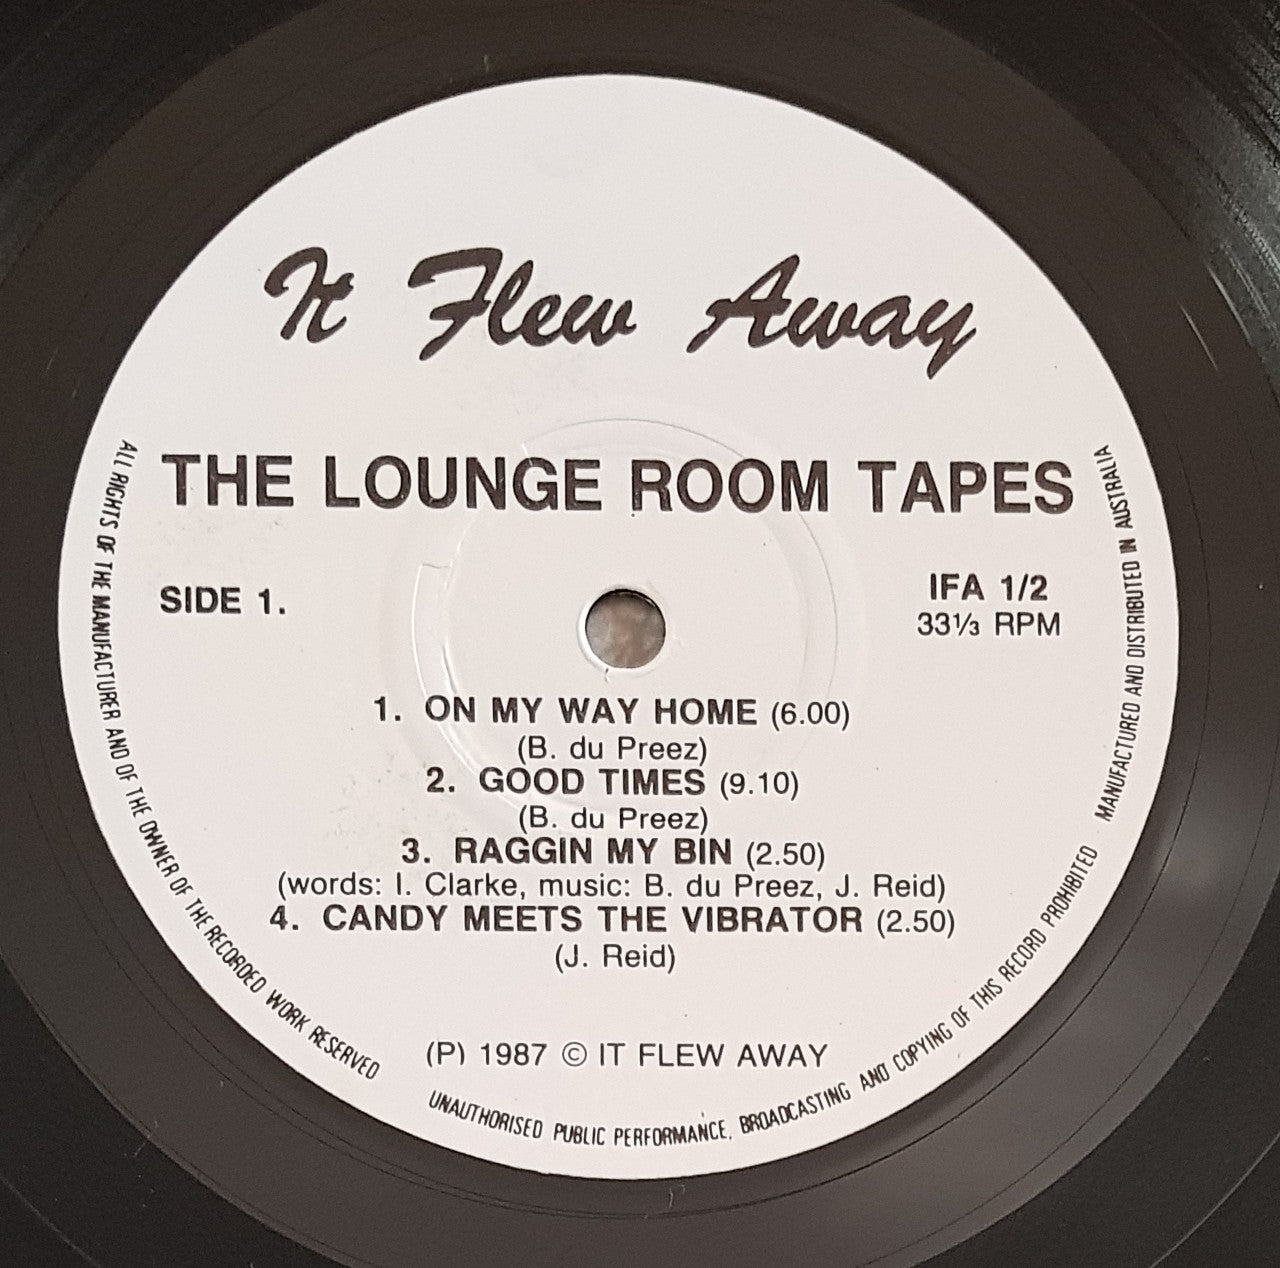 It Flew Away
THE LOUNGE ROOM TAPES
SIDE 1.
IFA 1/2
33⅓ RPM
1. ON MY WAY HOME (6.00)
(B. du Preez)
2. GOOD TIMES (9.10)
(B. du Preez)
3. RAGGIN MY BIN (2.50)
(words: I. Clarke, music: B. du Preez, J. Reid)
4. CANDY MEETS THE VIBRATOR (2.50)
(J. Reid)
(P) 1987 © IT FLEW AWAY
ALL RIGHTS OF THE MANUFACTURER AND OF THE OWNER OF THE RECORDED WORK RESERVED
UNAUTHORISED PUBLIC PERFORMANCE, BROADCASTING AND COPYING OF THIS RECORD PROHIBITED · MANUFACTURED AND DISTRIBUTED IN AUSTRALIA